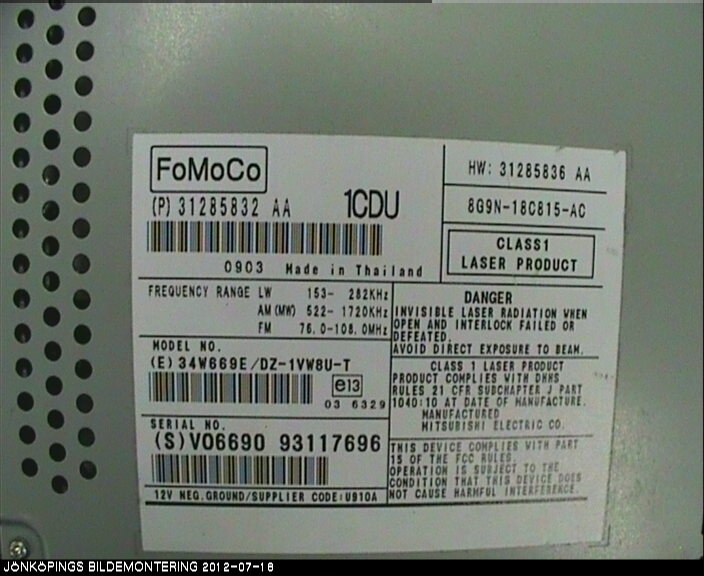 FoMoCo
(P) 31285832 AA 1CDU
0903 Made in Thailand
HW: 31285836 AA
8G9N-18C815-AC
CLASS1
LASER PRODUCT
FREQUENCY RANGE LW 153- 282KHz
AM(MW) 522- 1720KHz
FM 76.0-108.0MHz
MODEL NO.
(E)34W669E/DZ-1VW8U-T
e13
03 6329
SERIAL NO.
(S)V06690 93117696
12V NEG.GROUND/SUPPLIER CODE:U910A
DANGER
INVISIBLE LASER RADIATION WHEN
OPEN AND INTERLOCK FAILED OR
DEFEATED.
AVOID DIRECT EXPOSURE TO BEAM.
CLASS 1 LASER PRODUCT
PRODUCT COMPLIES WITH DHHS
RULES 21 CFR SUBCHAPTER J PART
1040:10 AT DATE OF MANUFACTURE.
MANUFACTURED
MITSUBISHI ELECTRIC CO.
THIS DEVICE COMPLIES WITH PART
15 OF THE FCC RULES.
OPERATION IS SUBJECT TO THE
CONDITION THAT THIS DEVICE DOES
NOT CAUSE HARMFUL INTERFERENCE.
JÖNKÖPINGS BILDEMONTERING 2012-07-18